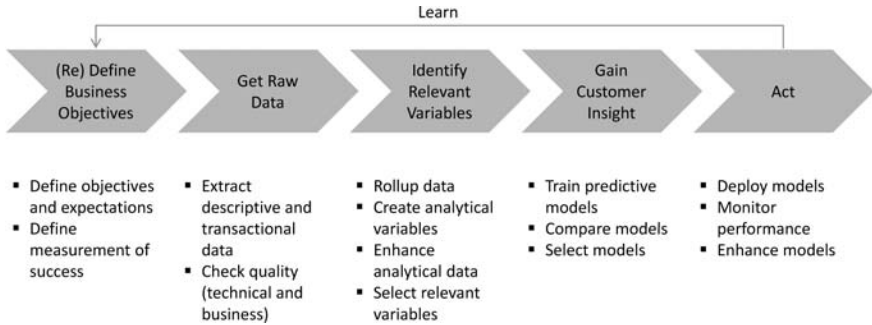 Learn
(Re) Define
Business
Objectives
Get Raw
Data
Identify
Relevant
Variables
Gain
Customer
Insight
Act
▪ Define objectives
and expectations
▪ Define
measurement of
success
▪ Extract
descriptive and
transactional
data
▪ Check quality
(technical and
business)
▪ Rollup data
▪ Create analytical
variables
▪ Enhance
analytical data
▪ Select relevant
variables
▪ Train predictive
models
▪ Compare models
▪ Select models
▪ Deploy models
▪ Monitor
performance
▪ Enhance models